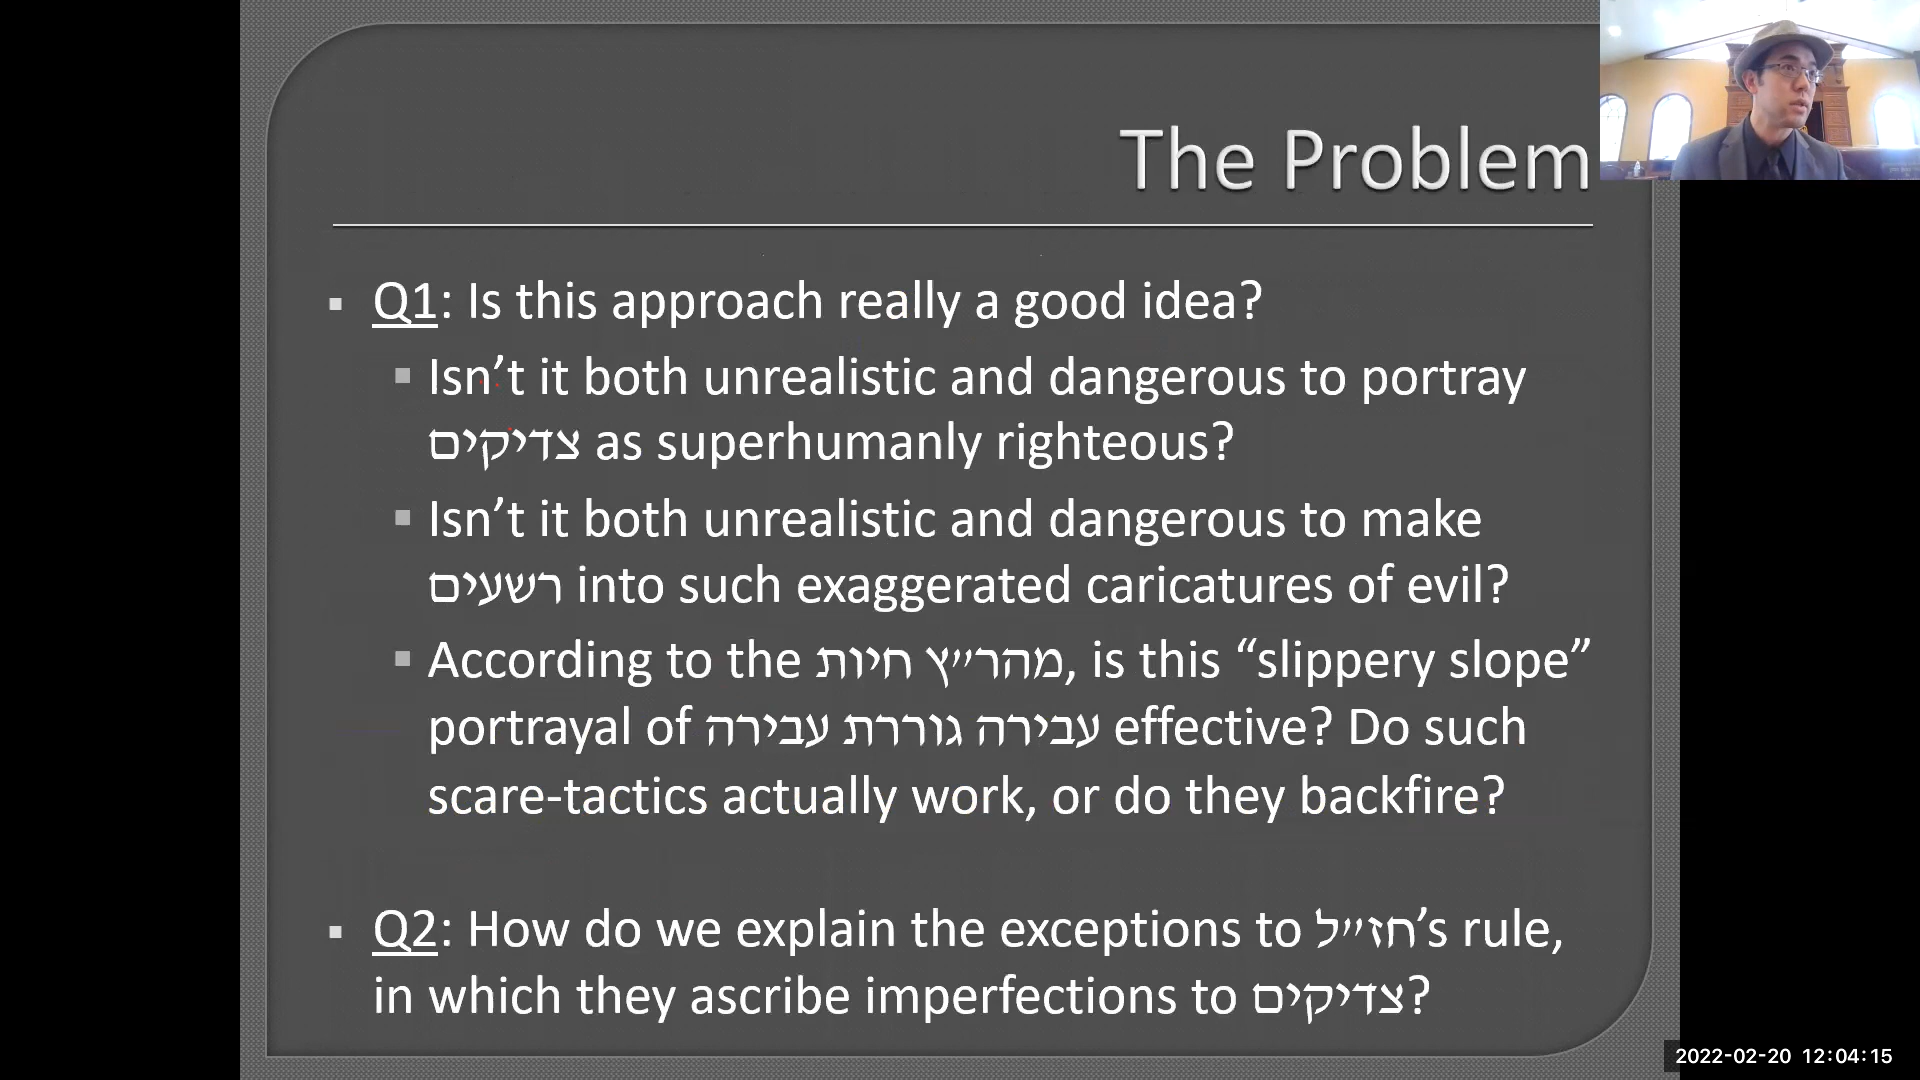 The Problem
Q1: Is this approach really a good idea?
Isn’t it both unrealistic and dangerous to portray
צדיקים as superhumanly righteous?
Isn’t it both unrealistic and dangerous to make
רשעים into such exaggerated caricatures of evil?
According to the מהר״ץ חיות, is this “slippery slope”
portrayal of עבירה גוררת עבירה effective? Do such
scare-tactics actually work, or do they backfire?
Q2: How do we explain the exceptions to חז״ל’s rule,
in which they ascribe imperfections to צדיקים?
2022-02-20 12:04:15